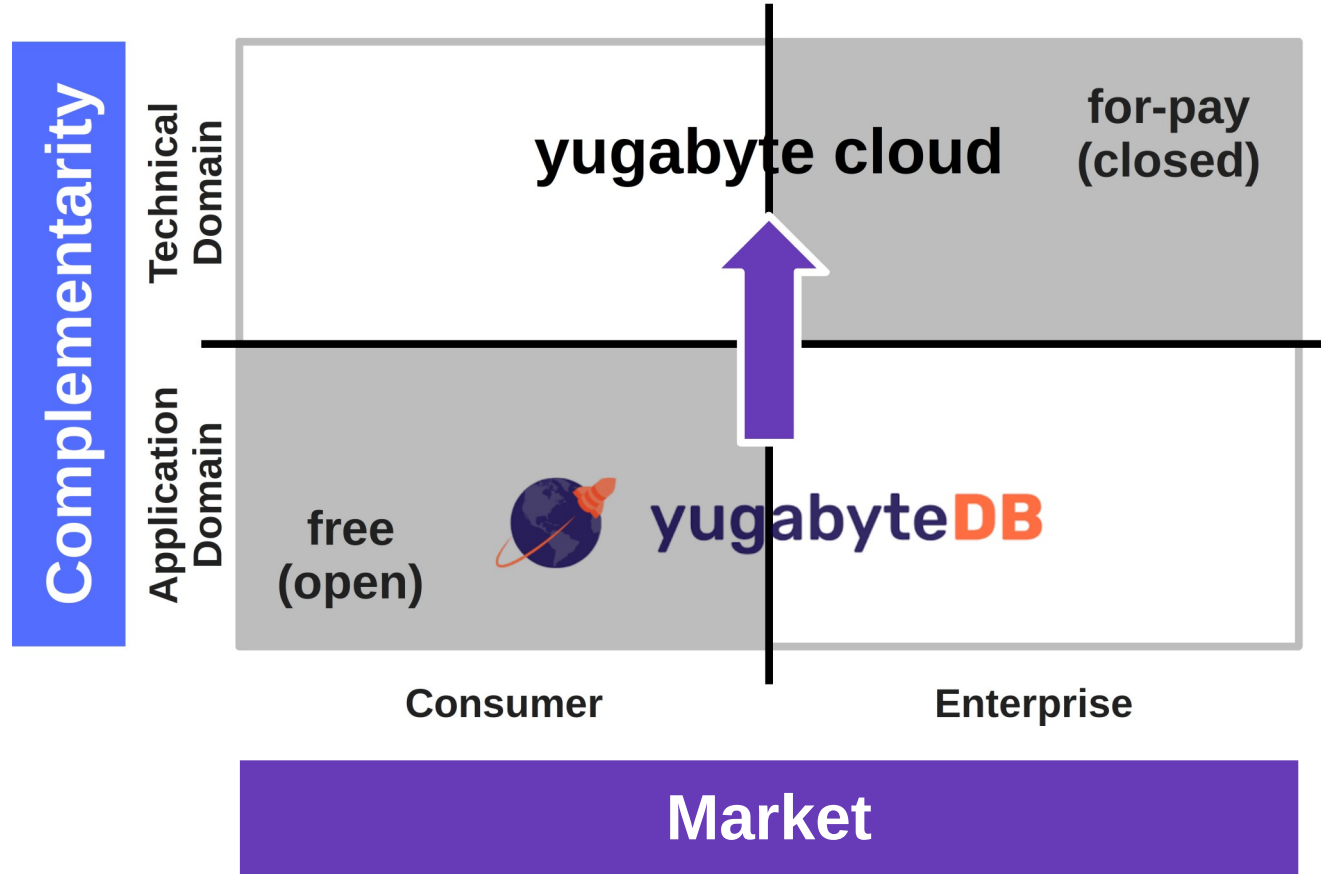 Complementarity
Technical
Domain
Application
Domain
yugabyte cloud
for-pay
(closed)
free
(open)
yugabyteDB
Consumer
Enterprise
Market